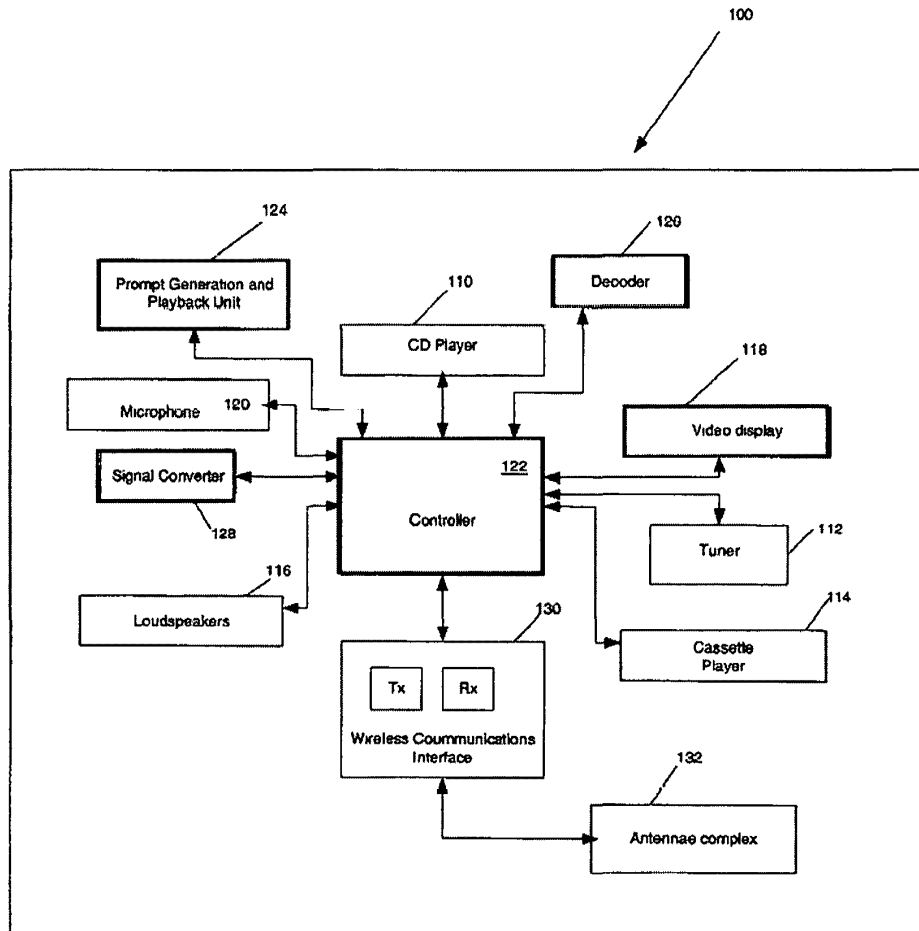 100
124
Prompt Generation and
Playback Unit
126
Decoder
110
CD Player
118
Video display
Microphone 120
122
Controller
Signal Converter
128
Tuner
112
116
Loudspeakers
130
114
Cassette
Player
Tx
Rx
Wireless Coummunications
Interface
132
Antennae complex